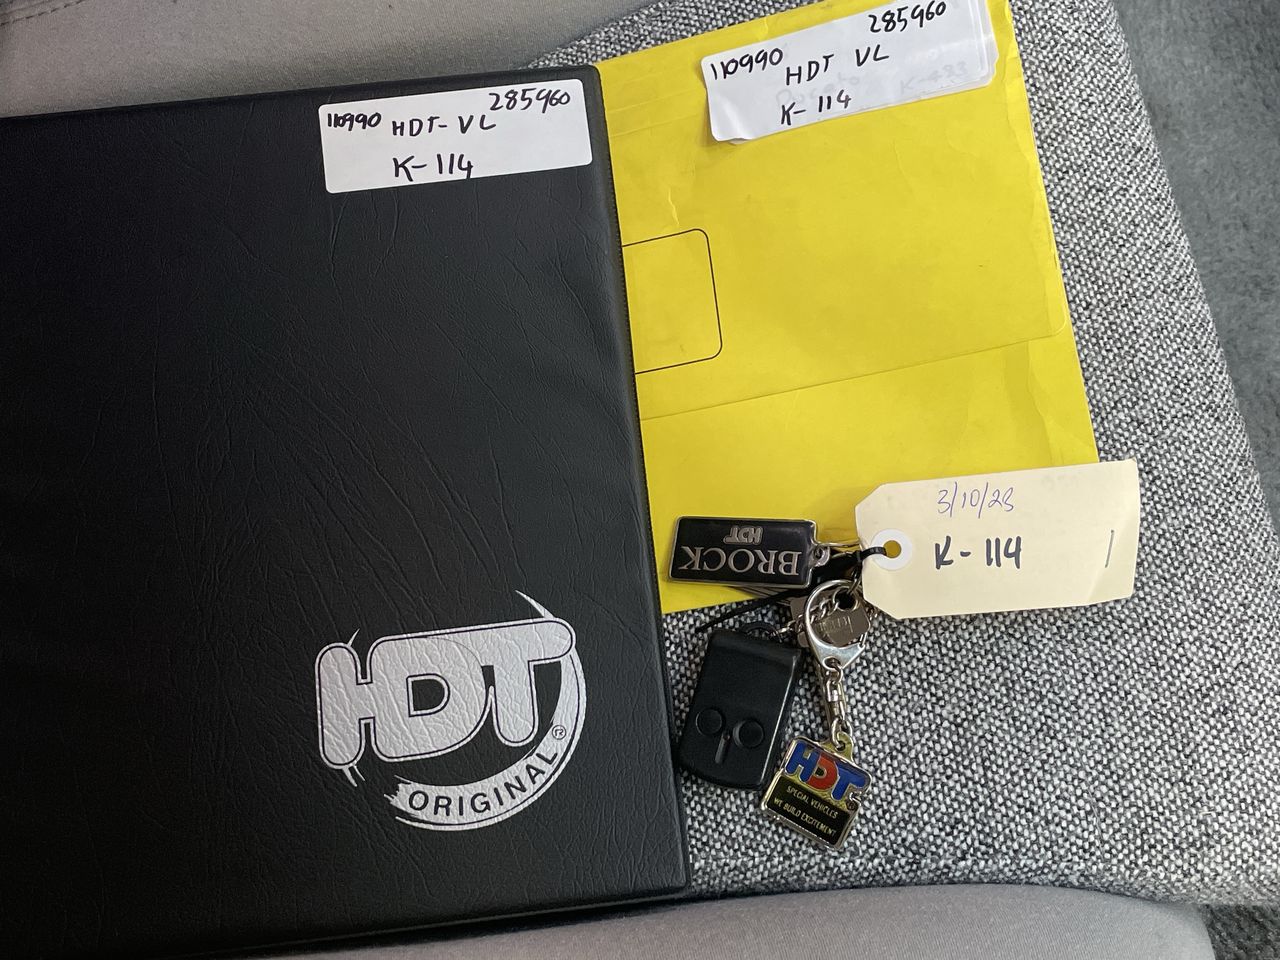 110990 HDT-VL 285960
K-114
110990 HDT VL 285960
K-114
HDT
ORIGINAL
®
3/10/23
K-114
1
BROCK
HDT
HDT
SPECIAL VEHICLES
WE BUILD EXCITEMENT